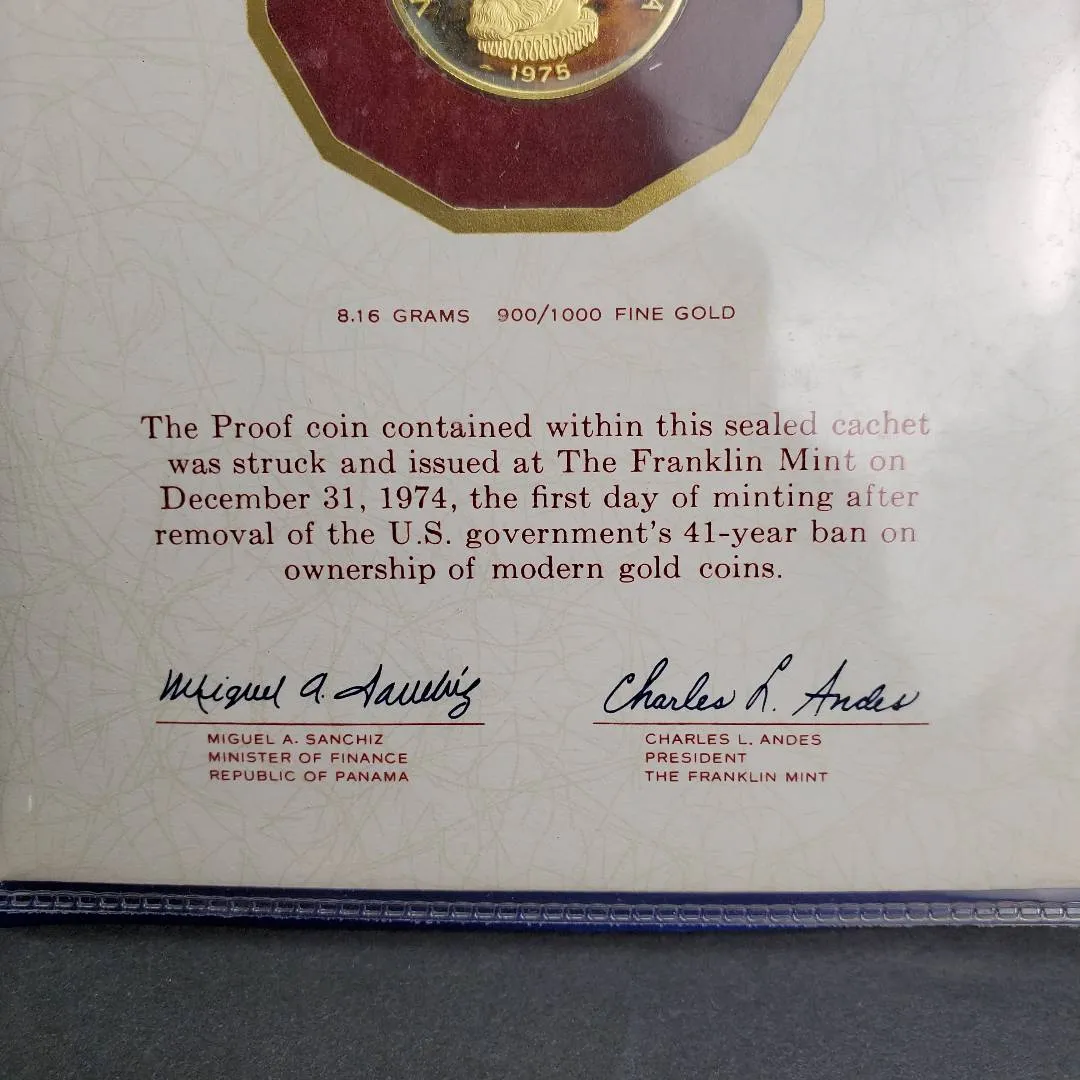 1975
8.16 GRAMS 900/1000 FINE GOLD
The Proof coin contained within this sealed cachet
was struck and issued at The Franklin Mint on
December 31, 1974, the first day of minting after
removal of the U.S. government's 41-year ban on
ownership of modern gold coins.
Miguel A. Sanchiz
Charles L. Andes
MIGUEL A. SANCHIZ
MINISTER OF FINANCE
REPUBLIC OF PANAMA
CHARLES L. ANDES
PRESIDENT
THE FRANKLIN MINT